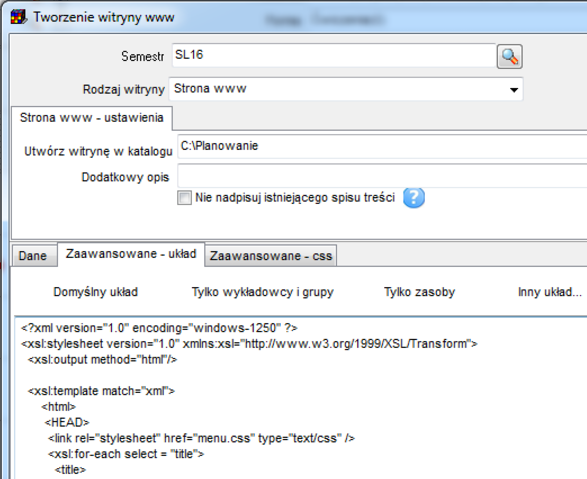 Tworzenie witryny www
Semestr SL16
Rodzaj witryny Strona www
Strona www - ustawienia
Utwórz witrynę w katalogu C:\Planowanie
Dodatkowy opis
Nie nadpisuj istniejącego spisu treści ?
Dane Zaawansowane - układ Zaawansowane - css
Domyślny układ Tylko wykładowcy i grupy Tylko zasoby Inny układ...
<?xml version="1.0" encoding="windows-1250" ?>
<xsl:stylesheet version="1.0" xmlns:xsl="http://www.w3.org/1999/XSL/Transform">
<xsl:output method="html"/>
<xsl:template match="xml">
<html>
<HEAD>
<link rel="stylesheet" href="menu.css" type="text/css" />
<xsl:for-each select = "title">
<title>